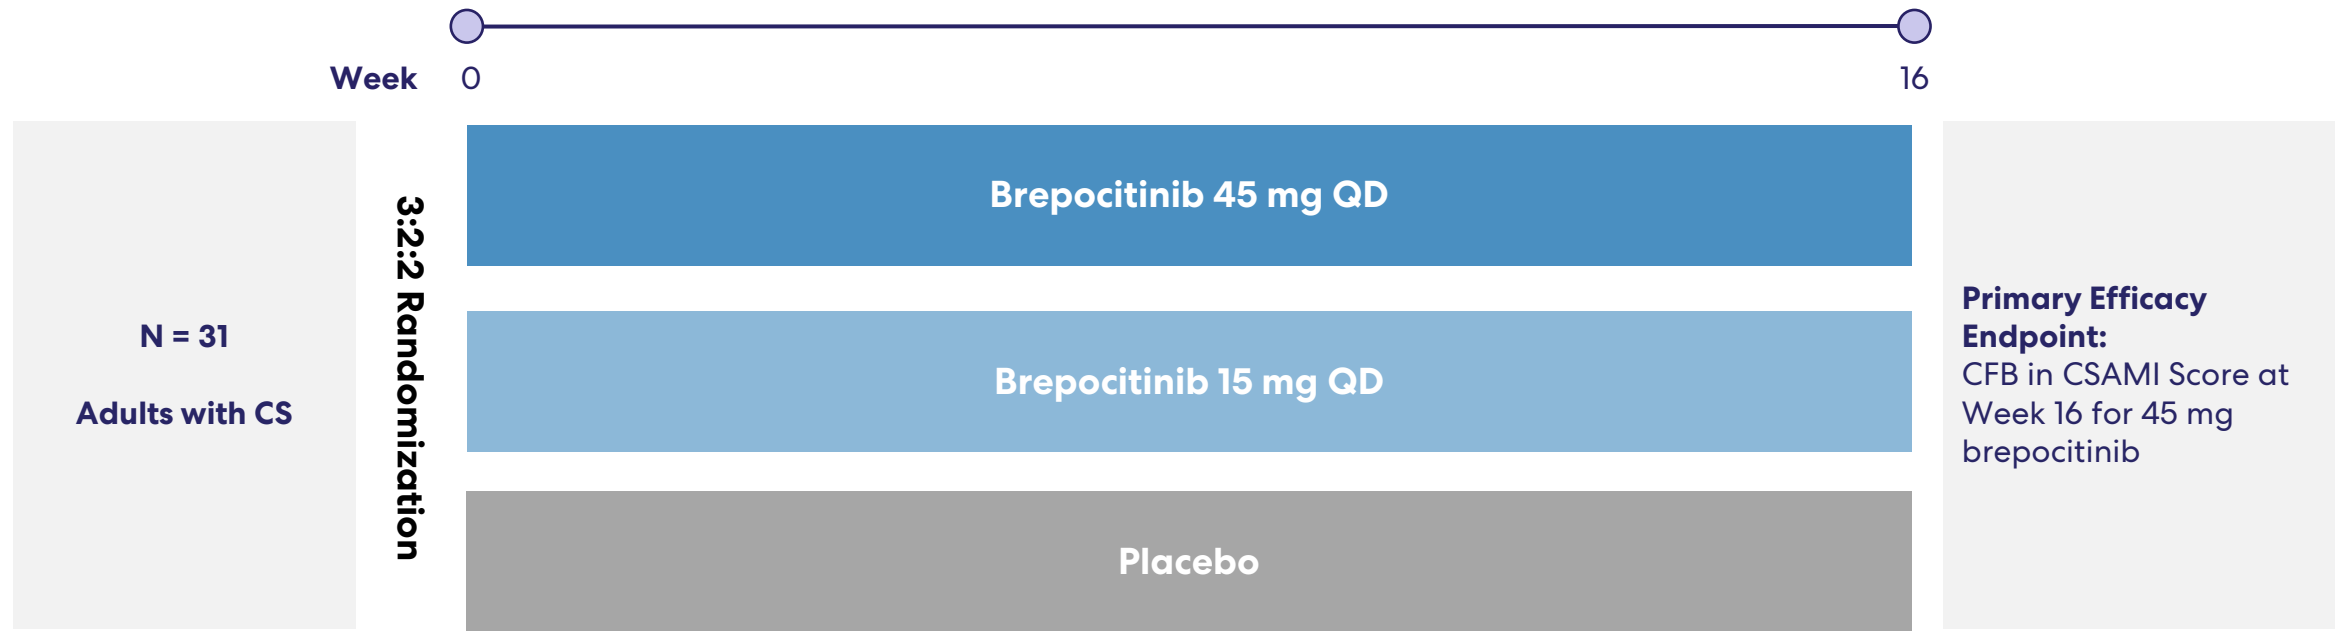 Week 0 16
N = 31
Adults with CS
3:2:2 Randomization
Brepocitinib 45 mg QD
Brepocitinib 15 mg QD
Placebo
Primary Efficacy
Endpoint:
CFB in CSAMI Score at
Week 16 for 45 mg
brepocitinib